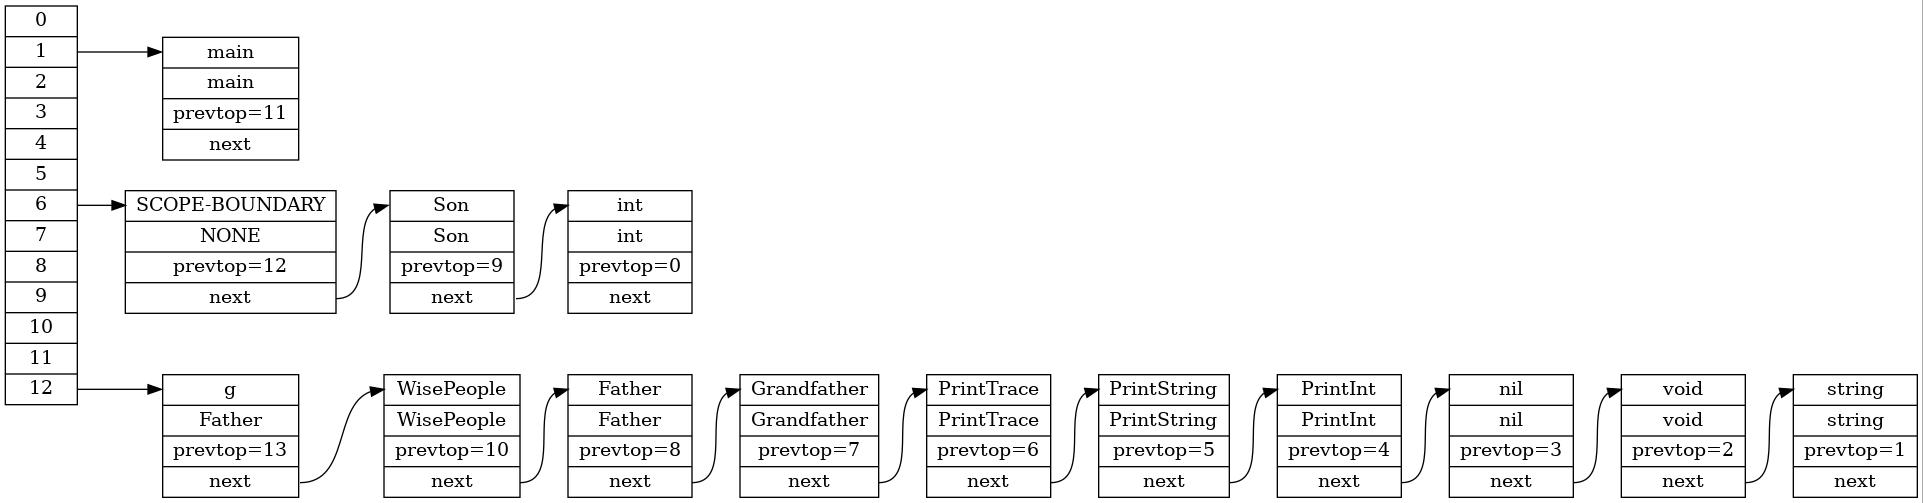 0
1
2
3
4
5
6
7
8
9
10
11
12
main
main
prevtop=11
next
SCOPE-BOUNDARY
NONE
prevtop=12
next
Son
Son
prevtop=9
next
int
int
prevtop=0
next
g
Father
prevtop=13
next
WisePeople
WisePeople
prevtop=10
next
Father
Father
prevtop=8
next
Grandfather
Grandfather
prevtop=7
next
PrintTrace
PrintTrace
prevtop=6
next
PrintString
PrintString
prevtop=5
next
PrintInt
PrintInt
prevtop=4
next
nil
nil
prevtop=3
next
void
void
prevtop=2
next
string
string
prevtop=1
next